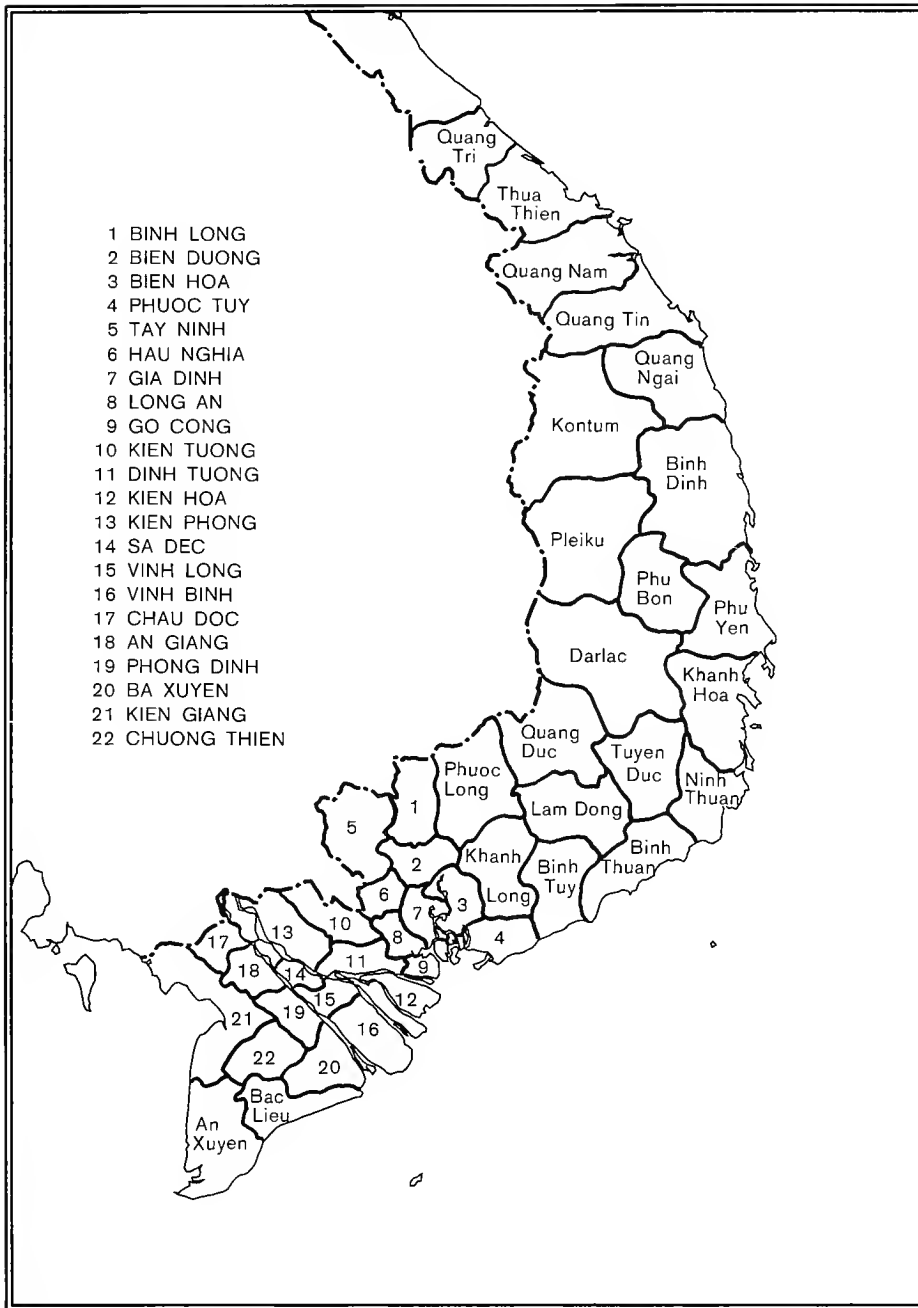 Quang
Tri
Thua
Thien
1 BINH LONG
2 BIEN DUONG
3 BIEN HOA
4 PHUOC TUY
5 TAY NINH
6 HAU NGHIA
7 GIA DINH
8 LONG AN
9 GO CONG
10 KIEN TUONG
11 DINH TUONG
12 KIEN HOA
13 KIEN PHONG
14 SA DEC
15 VINH LONG
16 VINH BINH
17 CHAU DOC
18 AN GIANG
19 PHONG DINH
20 BA XUYEN
21 KIEN GIANG
22 CHUONG THIEN
Quang Nam
Quang Tin
Quang
Ngai
Kontum
Binh
Dinh
Pleiku
Phu
Bon
Phu
Yen
Darlac
Khanh
Hoa
Quang
Duc
Tuyen
Duc
Phuoc
Long
Ninh
Thuan
Lam Dong
1
5
2
Khanh
Long
Binh
Tuy
Binh
Thuan
6
7
3
4
8
9
10
13
17
11
18
14
12
15
19
21
16
22
20
Bac
Lieu
An
Xuyen